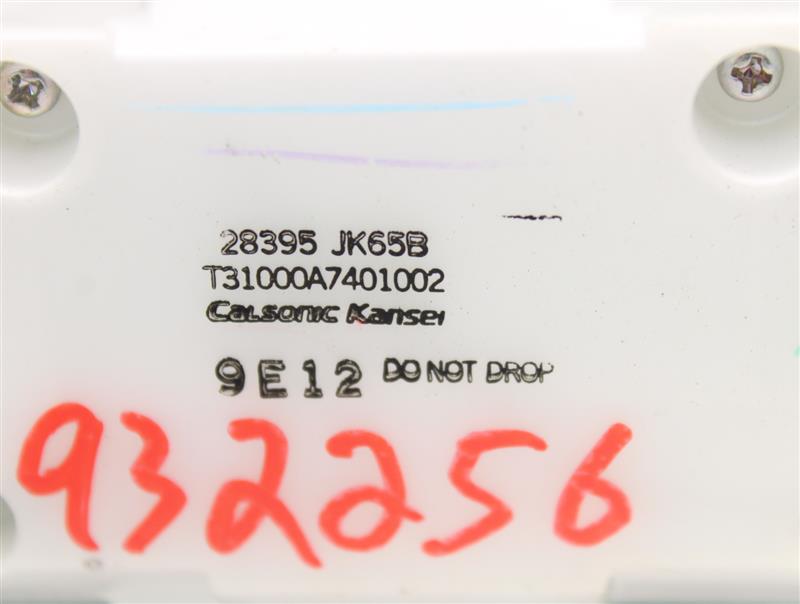 28395 JK65B
T31000A7401002
Calsonic Kansei
9E12 DO NOT DROP
932256